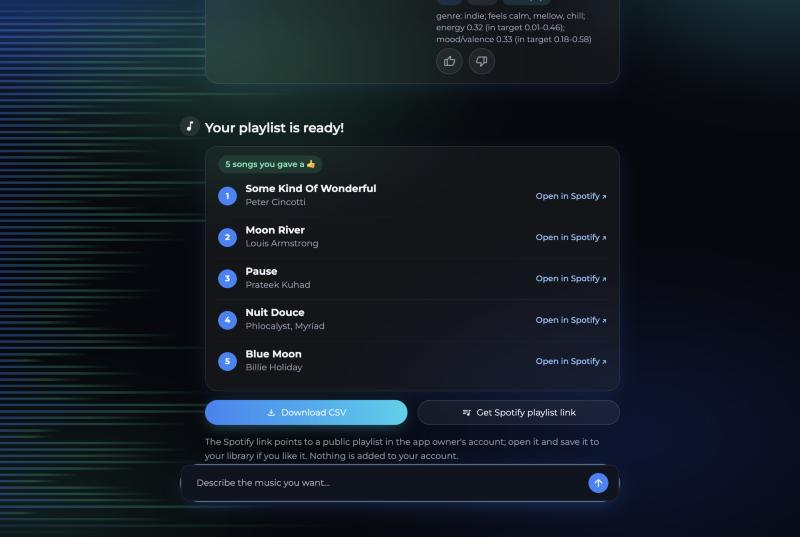 genre: indie; feels calm, mellow, chill;
energy 0.32 (in target 0.01-0.46);
mood/valence 0.33 (in target 0.18-0.58)
Your playlist is ready!
5 songs you gave a 👍
1
Some Kind Of Wonderful
Peter Cincotti
Open in Spotify ↗
2
Moon River
Louis Armstrong
Open in Spotify ↗
3
Pause
Prateek Kuhad
Open in Spotify ↗
4
Nuit Douce
Phlocalyst, Myríad
Open in Spotify ↗
5
Blue Moon
Billie Holiday
Open in Spotify ↗
Download CSV
Get Spotify playlist link
The Spotify link points to a public playlist in the app owner's account; open it and save it to
your library if you like it. Nothing is added to your account.
Describe the music you want...